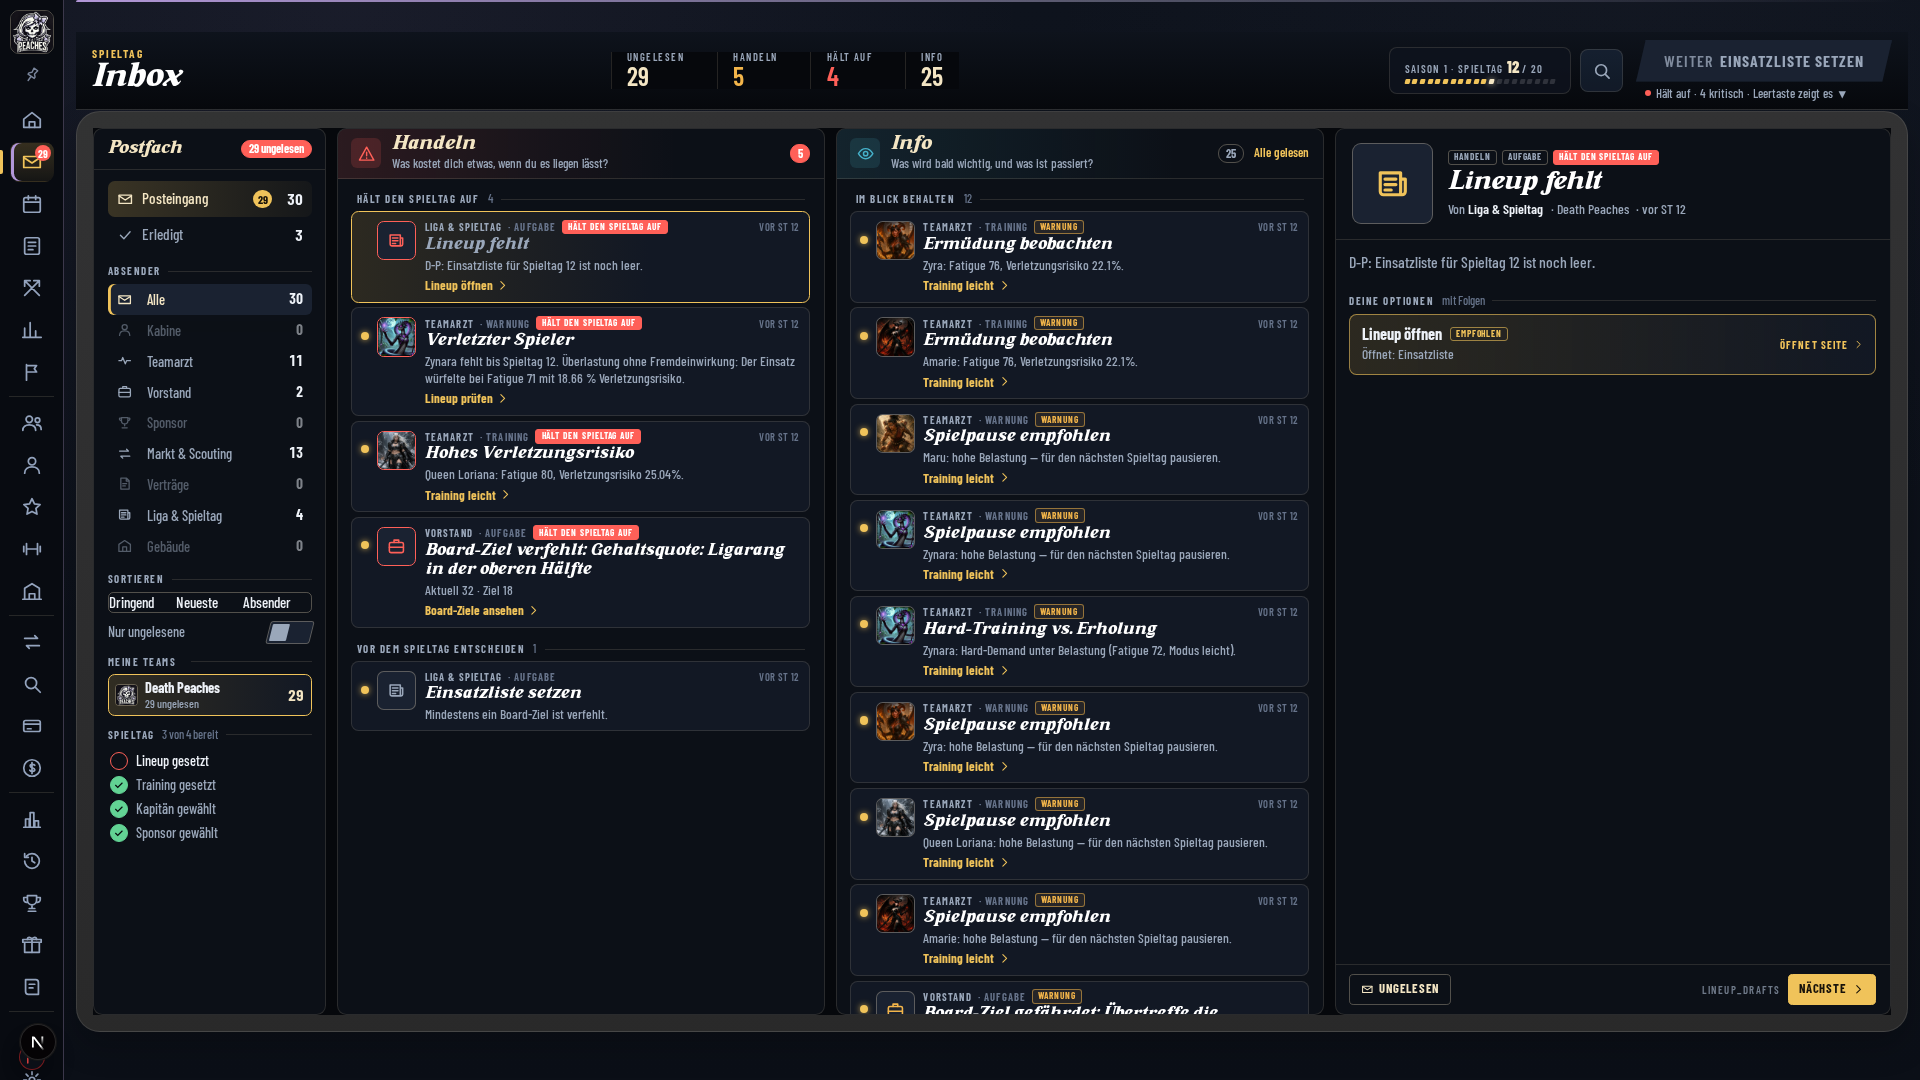 SPIELTAG
Inbox
UNGELESEN
29
HANDELN
5
HÄLT AUF
4
INFO
25
SAISON 1 · SPIELTAG 12 / 20
WEITER EINSATZLISTE SETZEN
Hält auf · 4 kritisch · Leertaste zeigt es ▼
PEACHES
29
N
Postfach
29 ungelesen
Posteingang 29 30
Erledigt 3
ABSENDER
Alle 30
Kabine 0
Teamarzt 11
Vorstand 2
Sponsor 0
Markt & Scouting 13
Verträge 0
Liga & Spieltag 4
Gebäude 0
SORTIEREN
Dringend Neueste Absender
Nur ungelesene
MEINE TEAMS
Death Peaches
29 ungelesen
29
SPIELTAG 3 von 4 bereit
Lineup gesetzt
Training gesetzt
Kapitän gewählt
Sponsor gewählt
Handeln
Was kostet dich etwas, wenn du es liegen lässt?
5
HÄLT DEN SPIELTAG AUF 4
LIGA & SPIELTAG · AUFGABE HÄLT DEN SPIELTAG AUF VOR ST 12
Lineup fehlt
D-P: Einsatzliste für Spieltag 12 ist noch leer.
Lineup öffnen
TEAMARZT · WARNUNG HÄLT DEN SPIELTAG AUF VOR ST 12
Verletzter Spieler
Zynara fehlt bis Spieltag 12. Überlastung ohne Fremdeinwirkung: Der Einsatz
würfelte bei Fatigue 71 mit 18.66 % Verletzungsrisiko.
Lineup prüfen
TEAMARZT · TRAINING HÄLT DEN SPIELTAG AUF VOR ST 12
Hohes Verletzungsrisiko
Queen Loriana: Fatigue 80, Verletzungsrisiko 25.04%.
Training leicht
VORSTAND · AUFGABE HÄLT DEN SPIELTAG AUF VOR ST 12
Board-Ziel verfehlt: Gehaltsquote: Ligarang
in der oberen Hälfte
Aktuell 32 · Ziel 18
Board-Ziele ansehen
VOR DEM SPIELTAG ENTSCHEIDEN 1
LIGA & SPIELTAG · AUFGABE VOR ST 12
Einsatzliste setzen
Mindestens ein Board-Ziel ist verfehlt.
Info
Was wird bald wichtig, und was ist passiert?
25
Alle gelesen
IM BLICK BEHALTEN 12
TEAMARZT · TRAINING WARNUNG VOR ST 12
Ermüdung beobachten
Zyra: Fatigue 76, Verletzungsrisiko 22.1%.
Training leicht
TEAMARZT · TRAINING WARNUNG VOR ST 12
Ermüdung beobachten
Amarie: Fatigue 76, Verletzungsrisiko 22.1%.
Training leicht
TEAMARZT · WARNUNG WARNUNG VOR ST 12
Spielpause empfohlen
Maru: hohe Belastung – für den nächsten Spieltag pausieren.
Training leicht
TEAMARZT · WARNUNG WARNUNG VOR ST 12
Spielpause empfohlen
Zynara: hohe Belastung – für den nächsten Spieltag pausieren.
Training leicht
TEAMARZT · TRAINING WARNUNG VOR ST 12
Hard-Training vs. Erholung
Zynara: Hard-Demand unter Belastung (Fatigue 72, Modus leicht).
Training leicht
TEAMARZT · WARNUNG WARNUNG VOR ST 12
Spielpause empfohlen
Zyra: hohe Belastung – für den nächsten Spieltag pausieren.
Training leicht
TEAMARZT · WARNUNG WARNUNG VOR ST 12
Spielpause empfohlen
Queen Loriana: hohe Belastung – für den nächsten Spieltag pausieren.
Training leicht
TEAMARZT · WARNUNG WARNUNG VOR ST 12
Spielpause empfohlen
Amarie: hohe Belastung – für den nächsten Spieltag pausieren.
Training leicht
VORSTAND · AUFGABE WARNUNG VOR ST 12
Board-Ziel gefährdet: Übertreffe die
HANDELN AUFGABE HÄLT DEN SPIELTAG AUF
Lineup fehlt
Von Liga & Spieltag · Death Peaches · vor ST 12
D-P: Einsatzliste für Spieltag 12 ist noch leer.
DEINE OPTIONEN mit Folgen
Lineup öffnen EMPFOHLEN
Öffnet: Einsatzliste
ÖFFNET SEITE
UNGELESEN
LINEUP_DRAFTS
NÄCHSTE